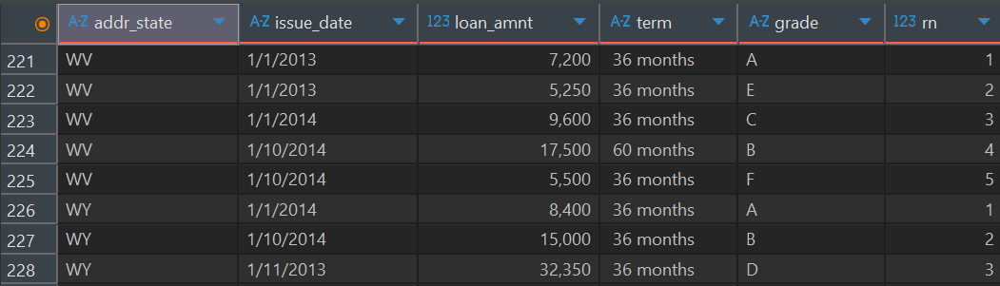 A-Z addr_state A-Z issue_date 123 loan_amnt A-Z term A-Z grade 123 rn
221 WV 1/1/2013 7,200 36 months A 1
222 WV 1/1/2013 5,250 36 months E 2
223 WV 1/1/2014 9,600 36 months C 3
224 WV 1/10/2014 17,500 60 months B 4
225 WV 1/10/2014 5,500 36 months F 5
226 WY 1/1/2014 8,400 36 months A 1
227 WY 1/10/2014 15,000 36 months B 2
228 WY 1/11/2013 32,350 36 months D 3